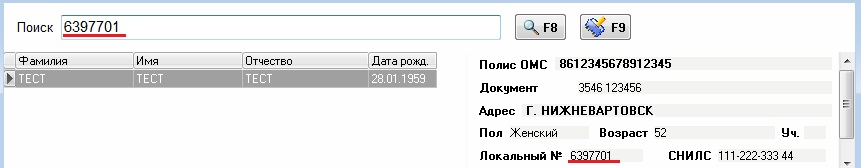 Поиск 6397701 F8 F9
Фамилия Имя Отчество Дата рожд.
ТЕСТ ТЕСТ ТЕСТ 28.01.1959
Полис ОМС 8612345678912345
Документ 3546 123456
Адрес Г. НИЖНЕВАРТОВСК
Пол Женский Возраст 52 Уч.
Локальный № 6397701 СНИЛС 111-222-333 44